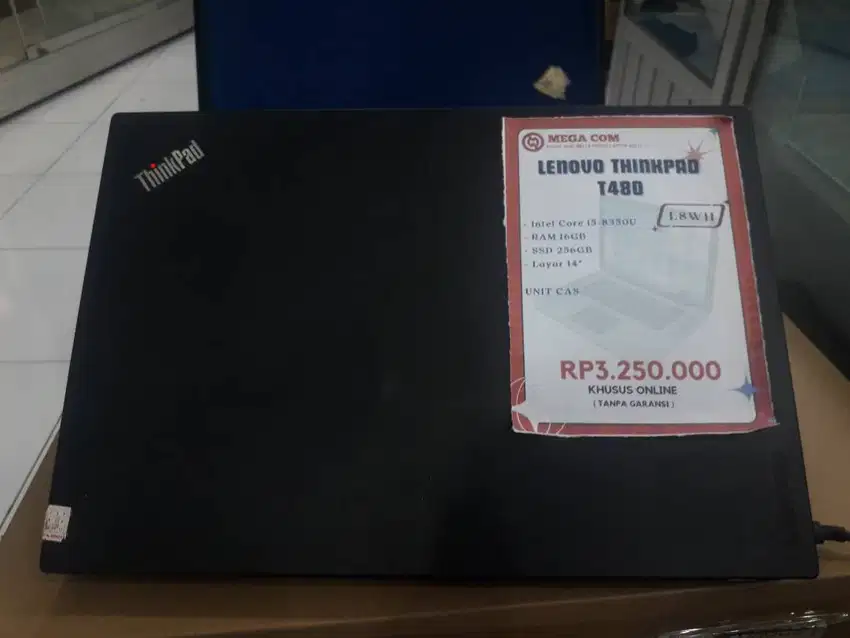 ThinkPad
MEGA COM
LENOVO THINKPAD
T480
- Intel Core i5-8350U
L8WH
- RAM 16GB
- SSD 256GB
- Layar 14"
UNIT CAS
RP3.250.000
KHUSUS ONLINE
( TANPA GARANSI )